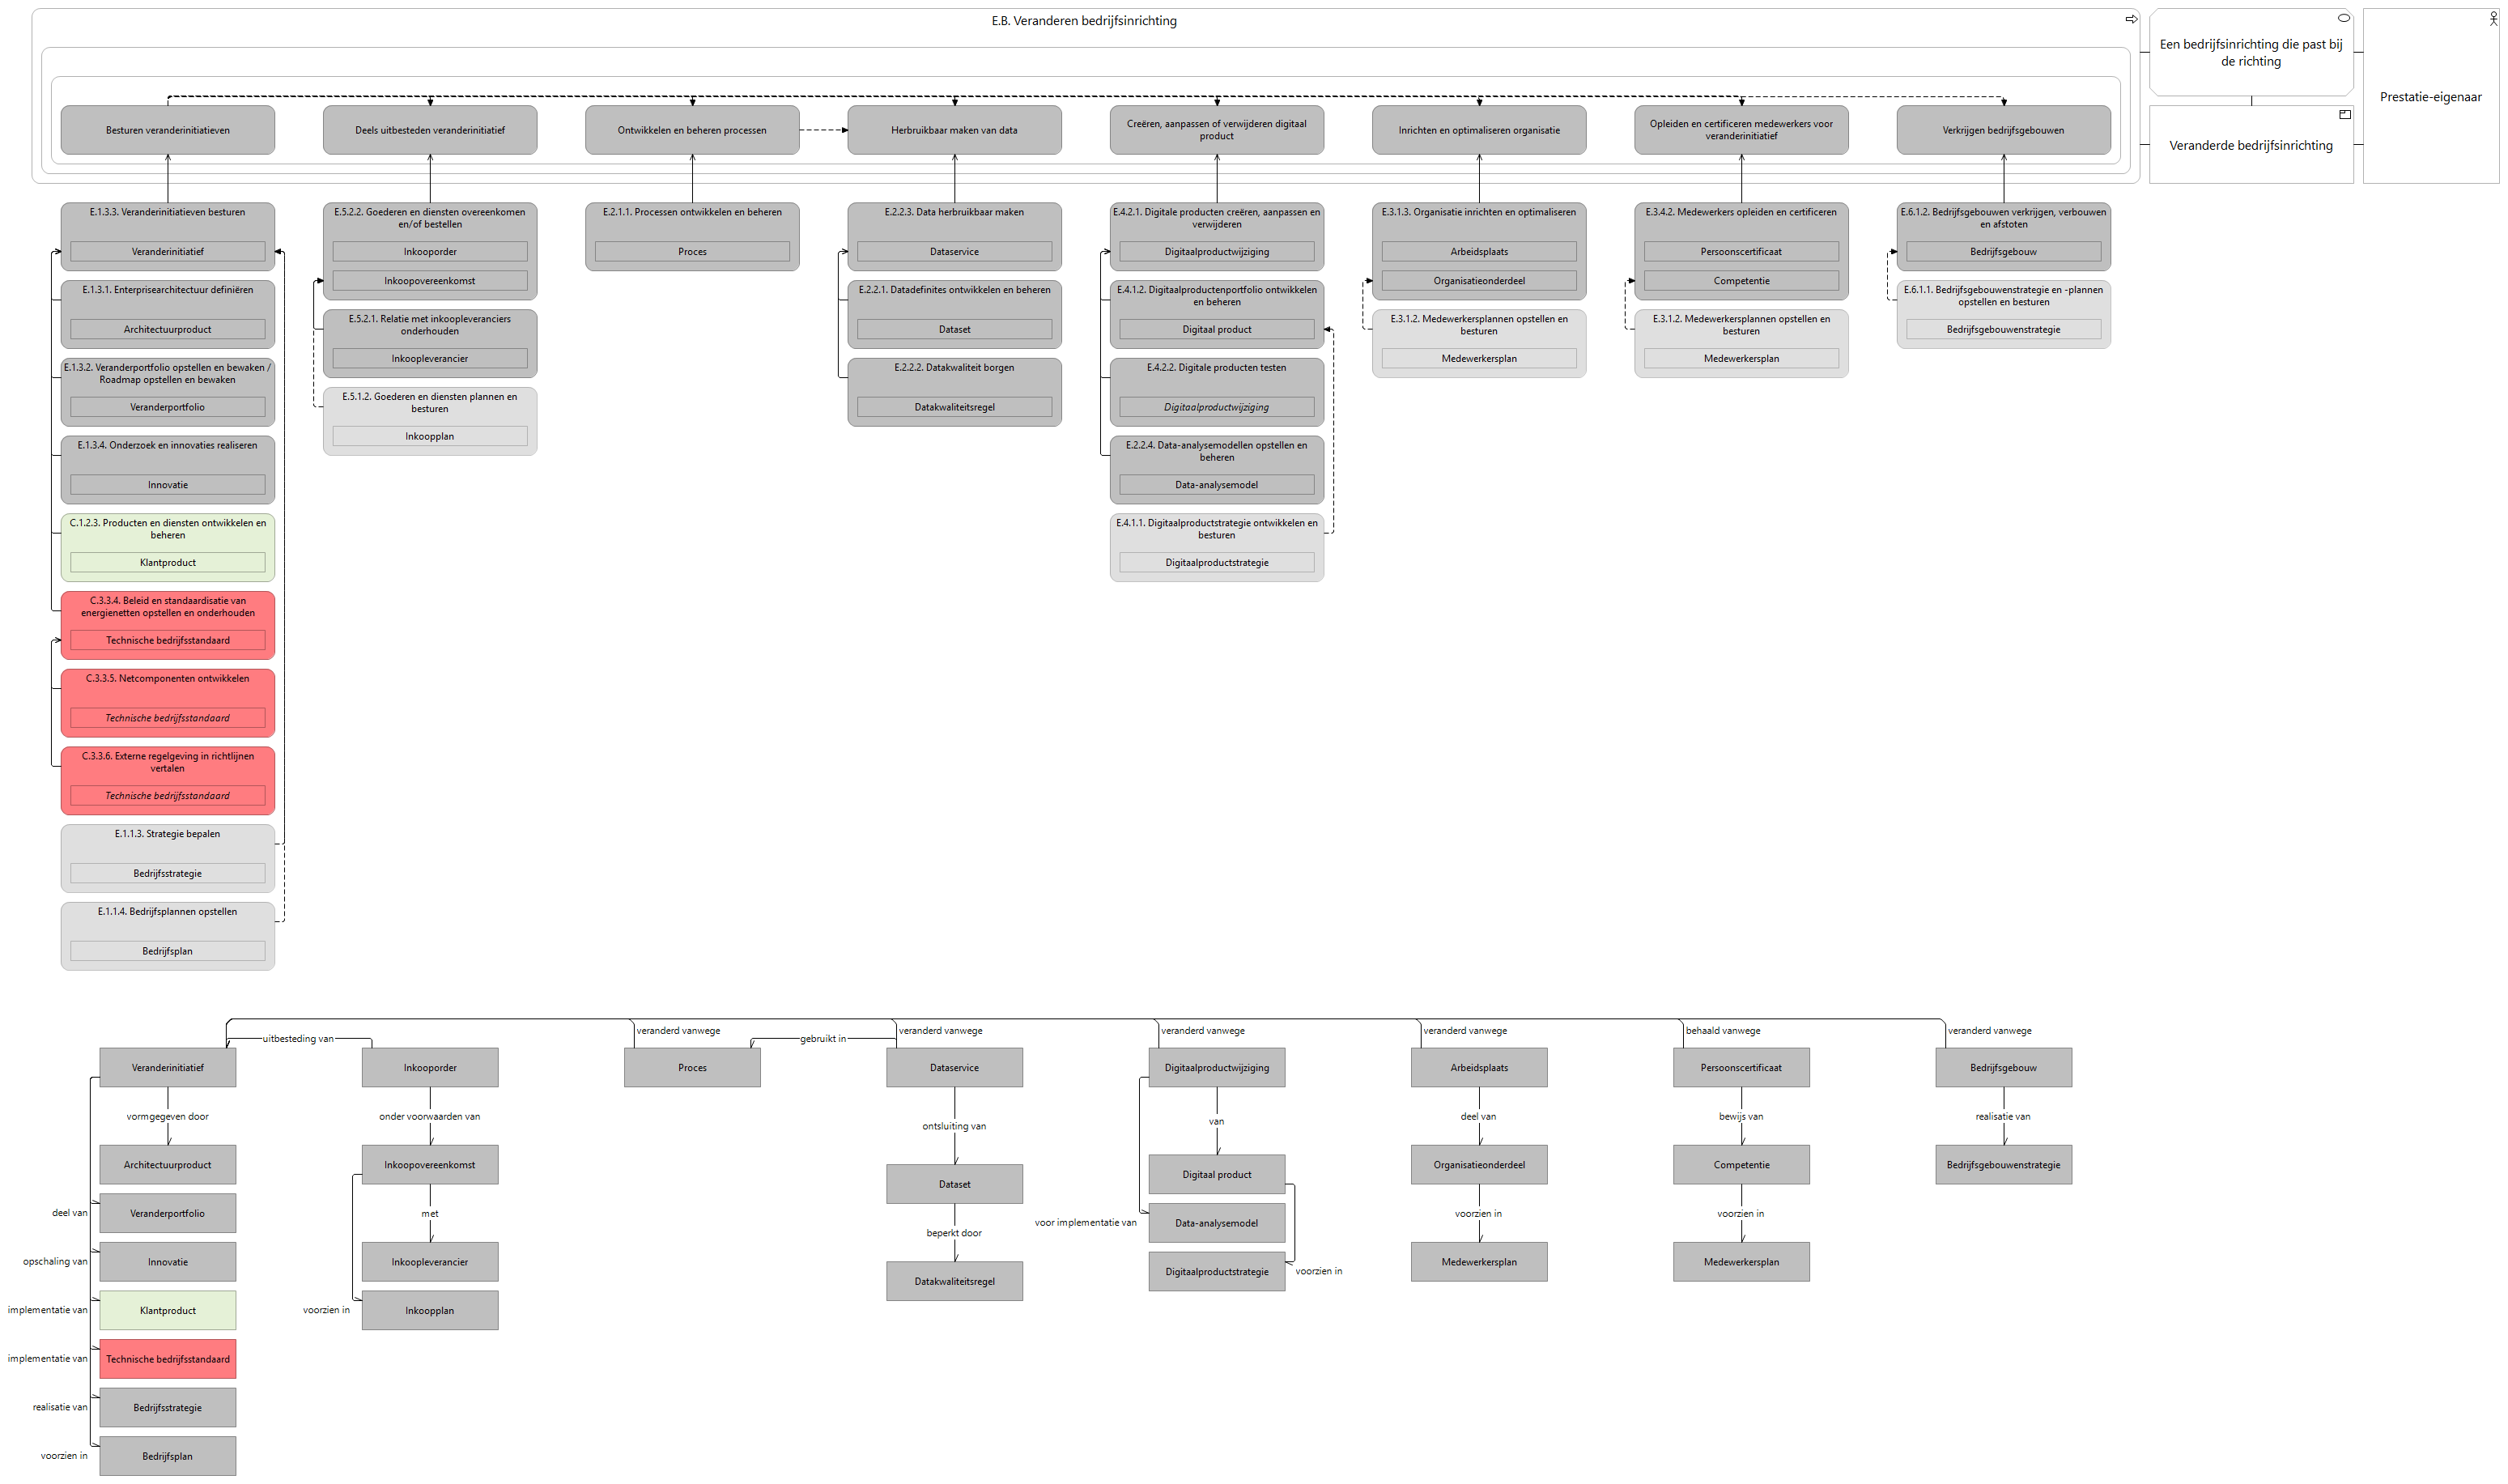 E.B. Veranderen bedrijfsinrichting
Een bedrijfsinrichting die past bij
de richting
Prestatie-eigenaar
Veranderde bedrijfsinrichting
Besturen veranderinitiatieven
Deels uitbesteden veranderinitiatief
Ontwikkelen en beheren processen
Herbruikbaar maken van data
Creëren, aanpassen of verwijderen digitaal
product
Inrichten en optimaliseren organisatie
Opleiden en certificeren medewerkers voor
veranderinitiatief
Verkrijgen bedrijfsgebouwen
E.1.3.3. Veranderinitiatieven besturen
Veranderinitiatief
E.1.3.1. Enterprisearchitectuur definiëren
Architectuurproduct
E.1.3.2. Veranderportfolio opstellen en bewaken /
Roadmap opstellen en bewaken
Veranderportfolio
E.1.3.4. Onderzoek en innovaties realiseren
Innovatie
C.1.2.3. Producten en diensten ontwikkelen en
beheren
Klantproduct
C.3.3.4. Beleid en standaardisatie van
energienetten opstellen en onderhouden
Technische bedrijfsstandaard
C.3.3.5. Netcomponenten ontwikkelen
Technische bedrijfsstandaard
C.3.3.6. Externe regelgeving in richtlijnen
vertalen
Technische bedrijfsstandaard
E.1.1.3. Strategie bepalen
Bedrijfsstrategie
E.1.1.4. Bedrijfsplannen opstellen
Bedrijfsplan
E.5.2.2. Goederen en diensten overeenkomen
en/of bestellen
Inkooporder
Inkoopovereenkomst
E.5.2.1. Relatie met inkoopleveranciers
onderhouden
Inkoopleverancier
E.5.1.2. Goederen en diensten plannen en
besturen
Inkoopplan
E.2.1.1. Processen ontwikkelen en beheren
Proces
E.2.2.3. Data herbruikbaar maken
Dataservice
E.2.2.1. Datadefinites ontwikkelen en beheren
Dataset
E.2.2.2. Datakwaliteit borgen
Datakwaliteitsregel
E.4.2.1. Digitale producten creëren, aanpassen en
verwijderen
Digitaalproductwijziging
E.4.1.2. Digitaalproductenportfolio ontwikkelen
en beheren
Digitaal product
E.4.2.2. Digitale producten testen
Digitaalproductwijziging
E.2.2.4. Data-analysemodellen opstellen en
beheren
Data-analysemodel
E.4.1.1. Digitaalproductstrategie ontwikkelen en
besturen
Digitaalproductstrategie
E.3.1.3. Organisatie inrichten en optimaliseren
Arbeidsplaats
Organisatieonderdeel
E.3.1.2. Medewerkersplannen opstellen en
besturen
Medewerkersplan
E.3.4.2. Medewerkers opleiden en certificeren
Persoonscertificaat
Competentie
E.3.1.2. Medewerkersplannen opstellen en
besturen
Medewerkersplan
E.6.1.2. Bedrijfsgebouwen verkrijgen, verbouwen
en afstoten
Bedrijfsgebouw
E.6.1.1. Bedrijfsgebouwenstrategie en -plannen
opstellen en besturen
Bedrijfsgebouwenstrategie
uitbesteding van
veranderd vanwege
gebruikt in
veranderd vanwege
veranderd vanwege
veranderd vanwege
behaald vanwege
veranderd vanwege
Veranderinitiatief
vormgegeven door
Architectuurproduct
deel van
Veranderportfolio
opschaling van
Innovatie
implementatie van
Klantproduct
implementatie van
Technische bedrijfsstandaard
realisatie van
Bedrijfsstrategie
voorzien in
Bedrijfsplan
Inkooporder
onder voorwaarden van
Inkoopovereenkomst
met
Inkoopleverancier
voorzien in
Inkoopplan
Proces
Dataservice
ontsluiting van
Dataset
beperkt door
Datakwaliteitsregel
Digitaalproductwijziging
van
Digitaal product
voor implementatie van
Data-analysemodel
Digitaalproductstrategie
voorzien in
Arbeidsplaats
deel van
Organisatieonderdeel
voorzien in
Medewerkersplan
Persoonscertificaat
bewijs van
Competentie
voorzien in
Medewerkersplan
Bedrijfsgebouw
realisatie van
Bedrijfsgebouwenstrategie